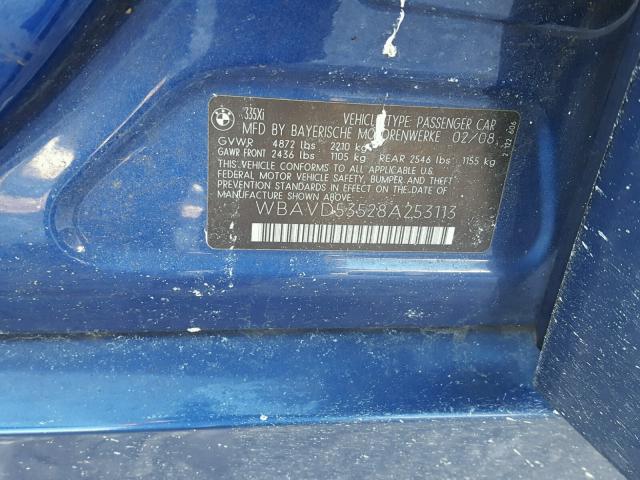 BMW
335Xi
VEHICLE TYPE PASSENGER CAR
MFD BY BAYERISCHE MOTORENWERKE 02/08
GVWR 4872 lbs 2210 kg
GAWR FRONT 2436 lbs 1105 kg REAR 2546 lbs 1155 kg
THIS VEHICLE CONFORMS TO ALL APPLICABLE U.S.
FEDERAL MOTOR VEHICLE SAFETY, BUMPER, AND
THEFT PREVENTION STANDARDS IN EFFECT ON THE DATE OF
MANUFACTURE SHOWN ABOVE.
WBAVD53528A253113